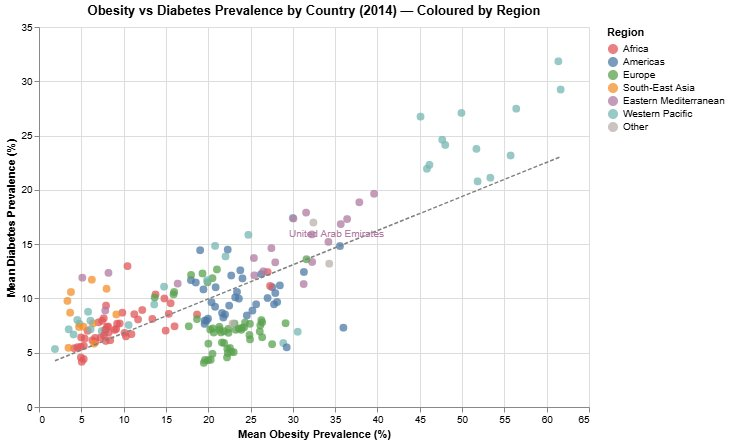 Obesity vs Diabetes Prevalence by Country (2014) — Coloured by Region
Mean Diabetes Prevalence (%)
35
30
25
20
15
10
5
0
United Arab Emirates
0 5 10 15 20 25 30 35 40 45 50 55 60 65
Mean Obesity Prevalence (%)
Region
Africa
Americas
Europe
South-East Asia
Eastern Mediterranean
Western Pacific
Other